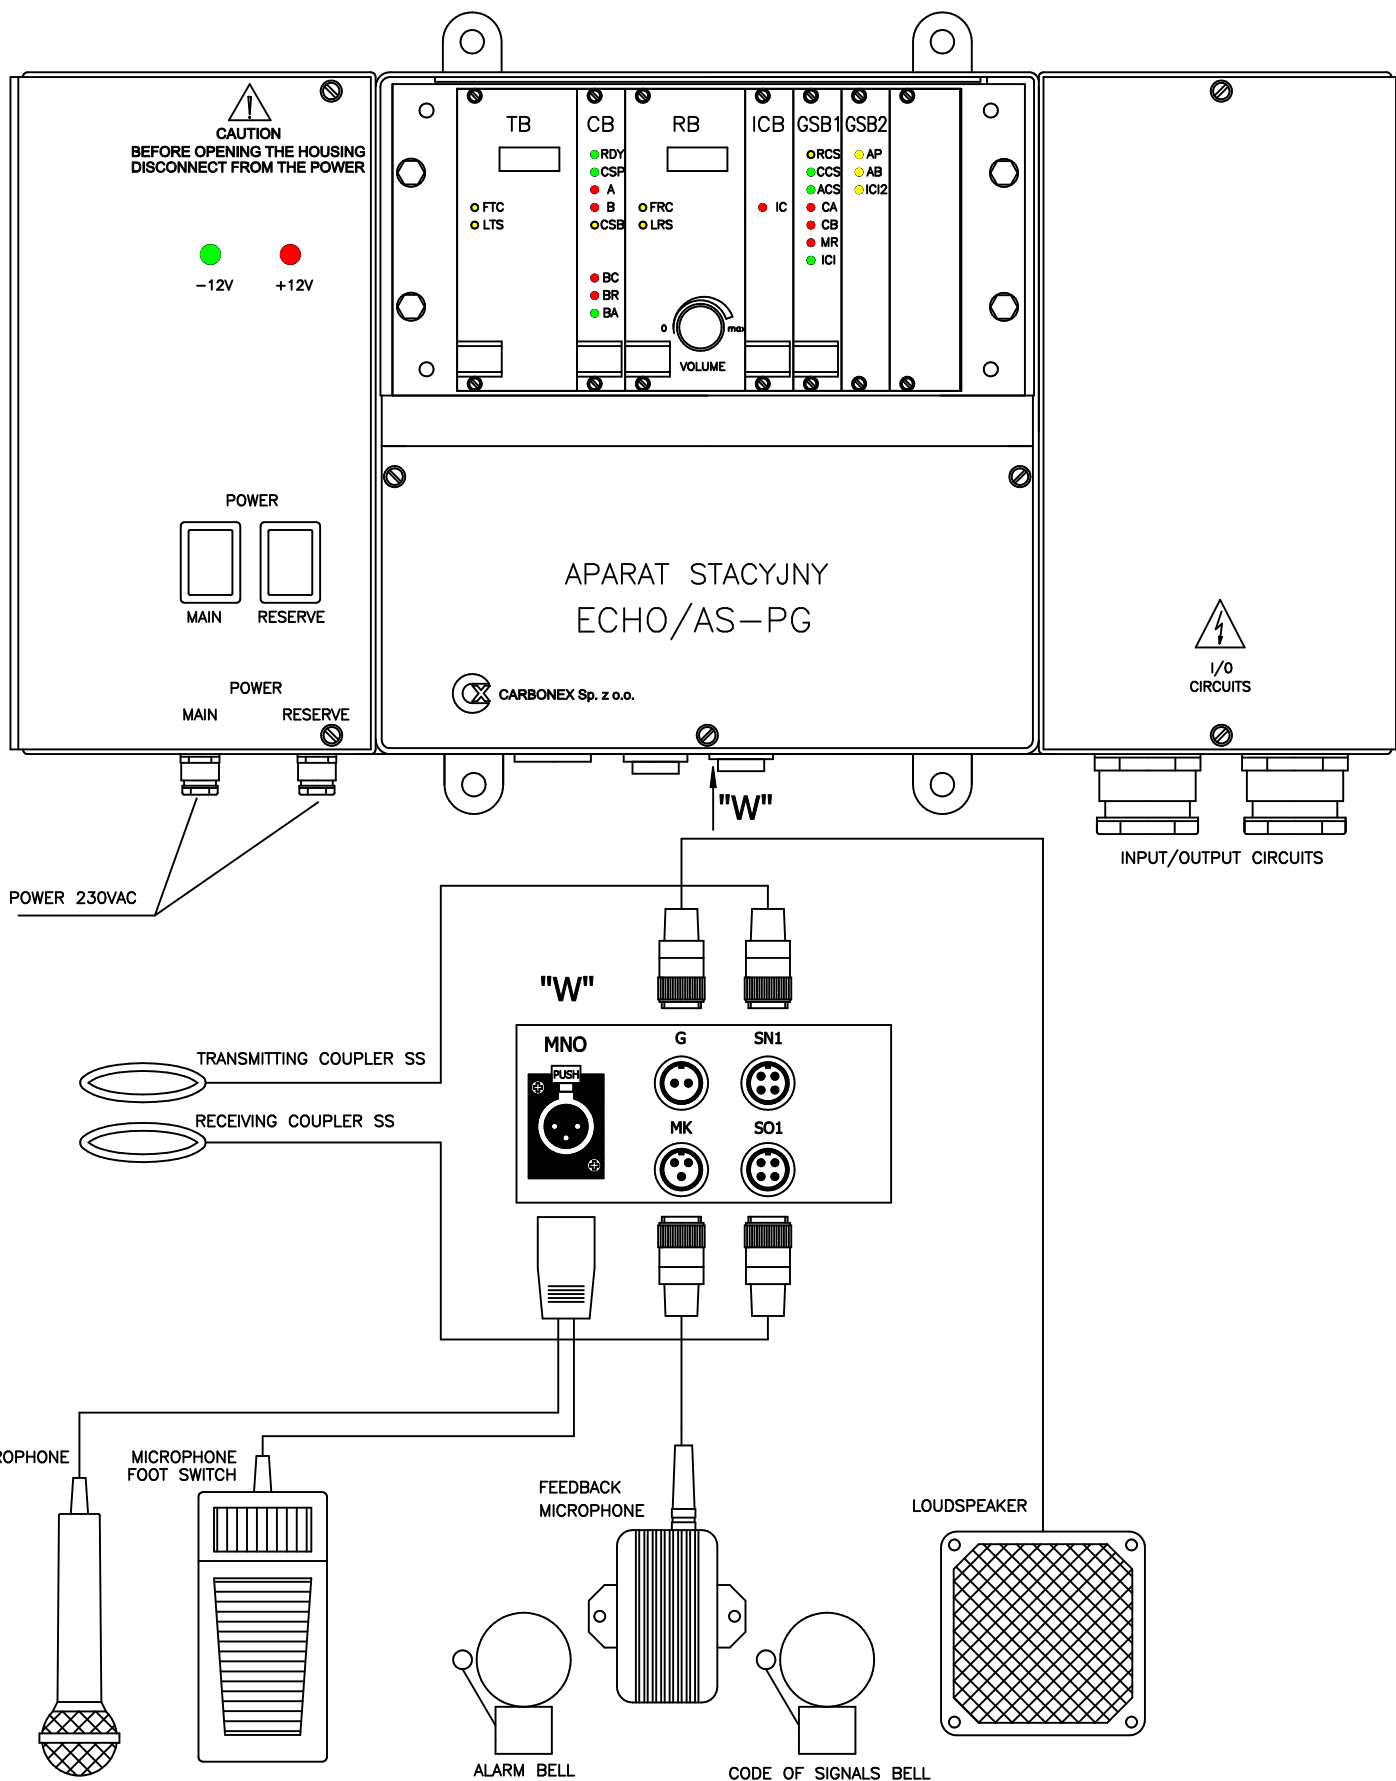 CAUTION
BEFORE OPENING THE HOUSING
DISCONNECT FROM THE POWER
-12V
+12V
POWER
MAIN
RESERVE
POWER
MAIN
RESERVE
TB
FTC
LTS
CB
RDY
CSP
A
B
CSB
BC
BR
BA
RB
FRC
LRS
0
max
VOLUME
ICB
IC
GSB1
RCS
CCS
ACS
CA
CB
MR
ICI
GSB2
AP
AB
ICI2
APARAT STACYJNY
ECHO/AS-PG
CX
CARBONEX Sp. z o.o.
I/O
CIRCUITS
"W"
INPUT/OUTPUT CIRCUITS
POWER 230VAC
"W"
TRANSMITTING COUPLER SS
RECEIVING COUPLER SS
MNO
PUSH
G
SN1
MK
SO1
ROPHONE
MICROPHONE
FOOT SWITCH
FEEDBACK
MICROPHONE
LOUDSPEAKER
ALARM BELL
CODE OF SIGNALS BELL